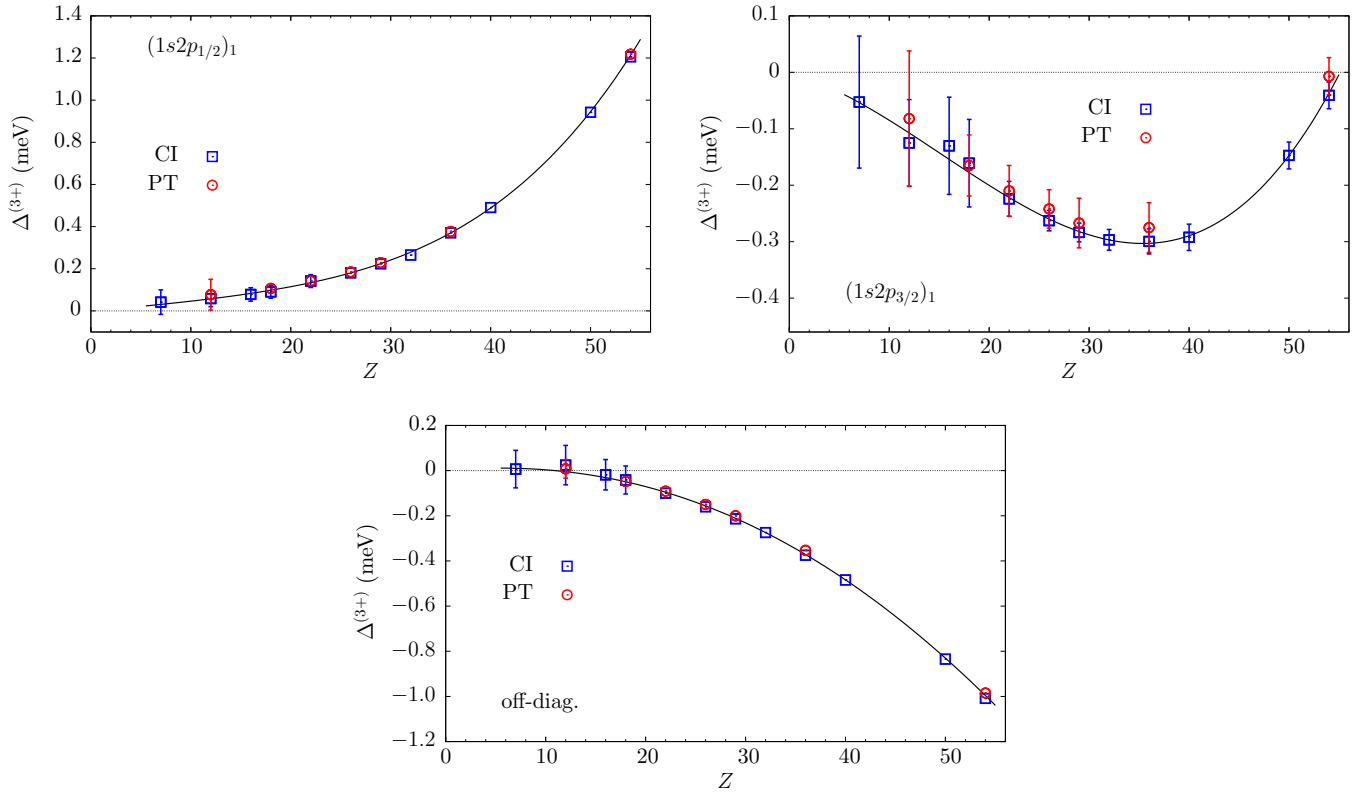 (1s2p_{1/2})_1
Δ^{(3+)} (meV)
1.4
1.2
1.0
0.8
0.6
0.4
0.2
0
CI
PT
0 10 20 30 40 50
Z
Δ^{(3+)} (meV)
0.1
0
−0.1
−0.2
−0.3
−0.4
CI
PT
(1s2p_{3/2})_1
0 10 20 30 40 50
Z
Δ^{(3+)} (meV)
0.2
0
−0.2
−0.4
−0.6
−0.8
−1.0
−1.2
CI
PT
off-diag.
0 10 20 30 40 50
Z